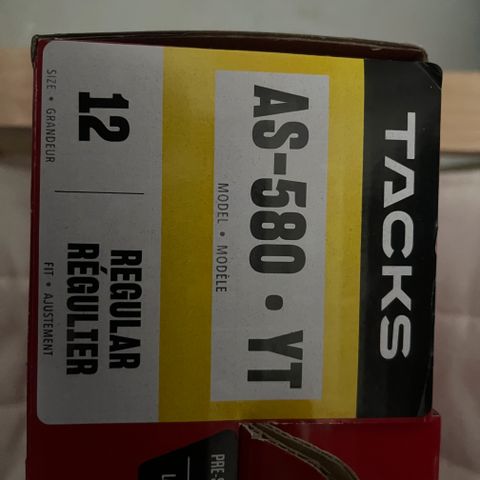 TACKS
AS-580 • YT
MODEL • MODÈLE
12
SIZE • GRANDEUR
REGULAR
RÉGULIER
FIT • AJUSTEMENT